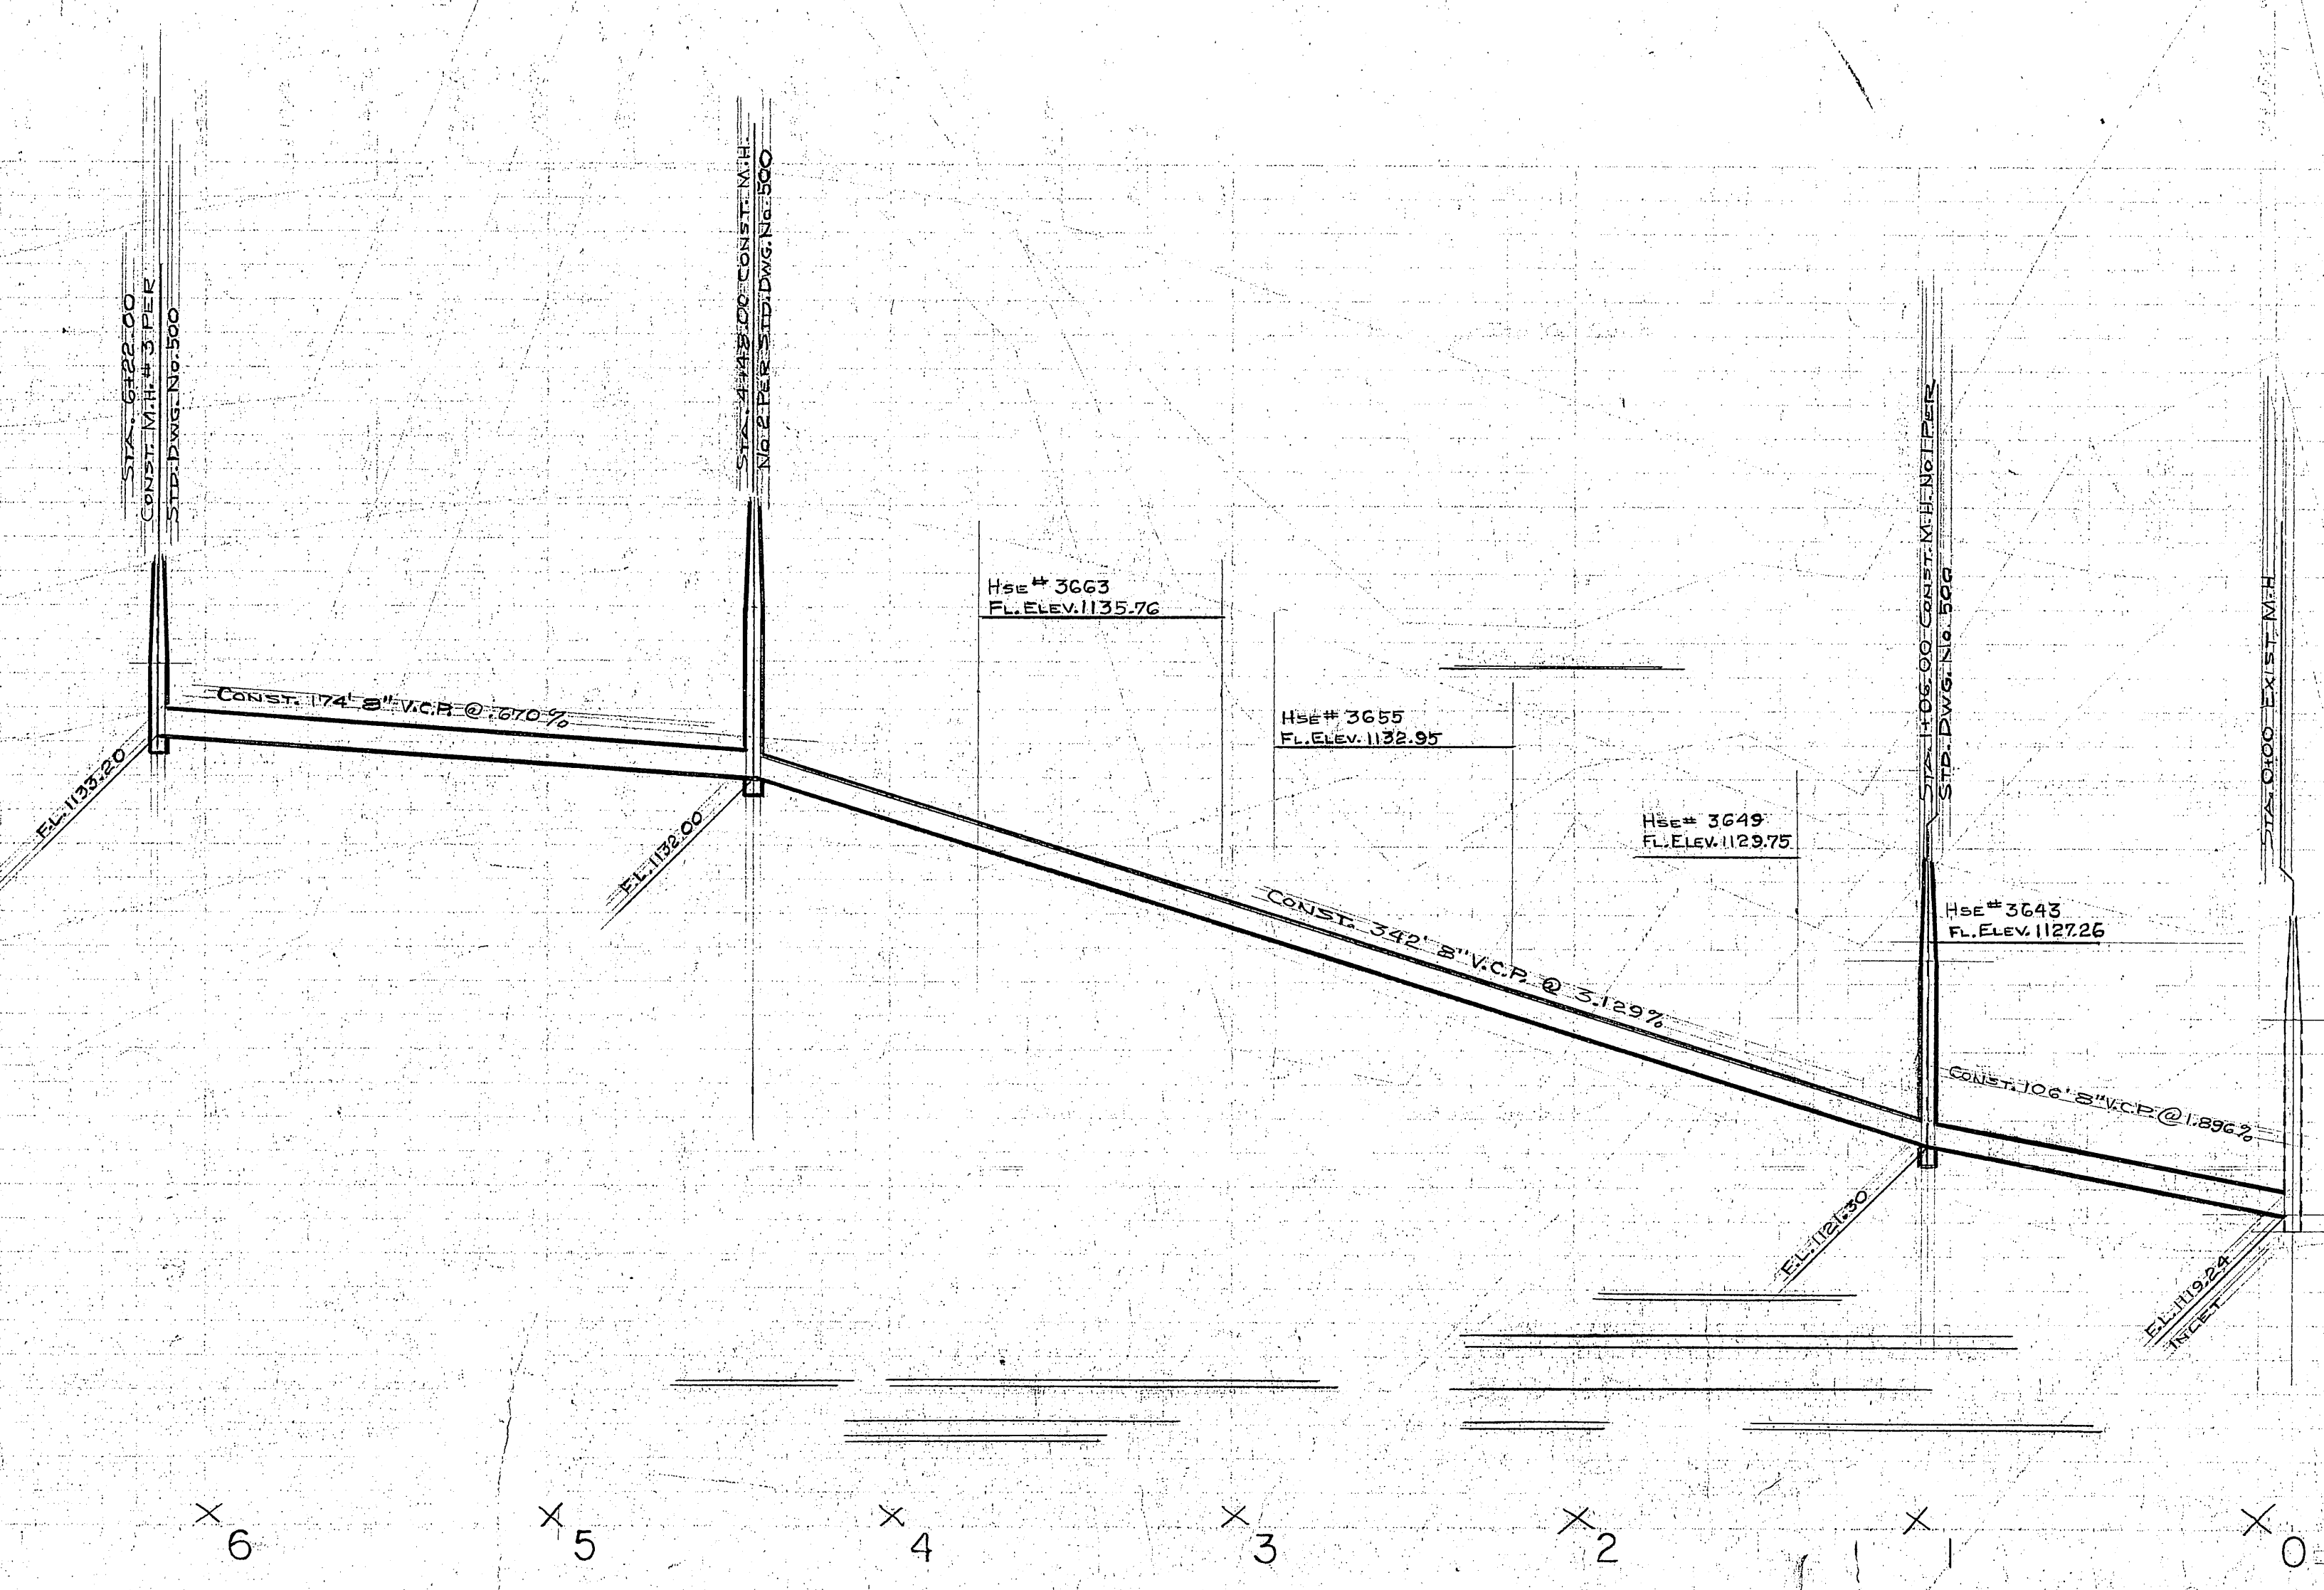 STA. 6+22.00
CONST. M.H. # 3 PER
STD. DWG. No. 500
STA. 4+48.00 CONST. M.H.
No 2 PER STD. DWG. No. 500
HSE # 3663
FL. ELEV. 1135.76
HSE # 3655
FL. ELEV. 1132.95
HSE # 3649
FL. ELEV. 1129.75
STA. 1+06.00 CONST. M.H. No 1 PER
STD. DWG. No. 500
HSE # 3643
FL. ELEV. 1127.26
STA. 0+00 EXIST. M.H.
CONST. 174' 8" V.C.P. @ .670 %
CONST. 342' 8" V.C.P. @ 3.129%
CONST. 106' 8" V.C.P. @ 1.896%
F.L. 1133.20
F.L. 1132.00
F.L. 1121.30
F.L. 1119.24
INLET
6 5 4 3 2 1 0